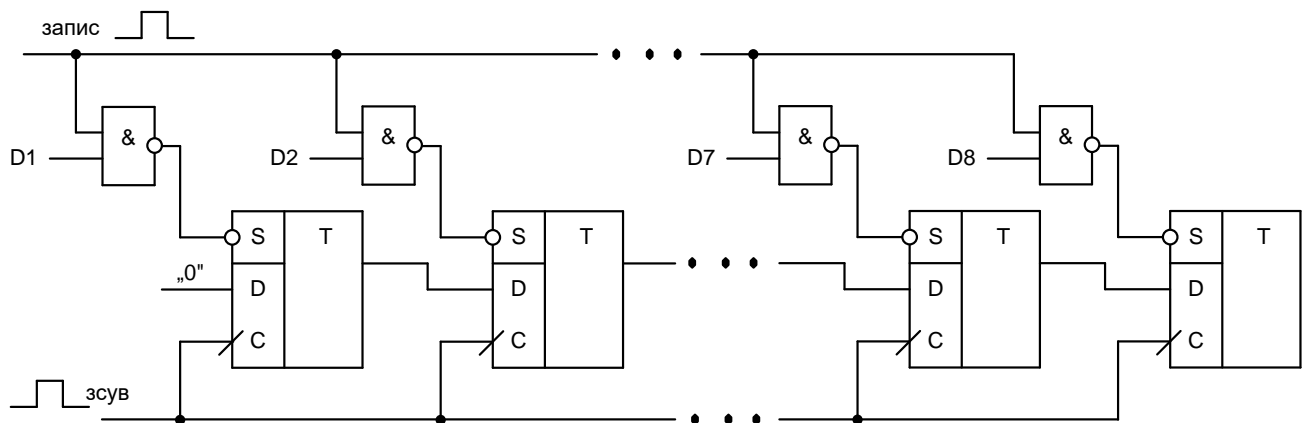 запис
& & & &
D1 D2 D7 D8
S T S T S T S T
„0"
D D D D
C C C C
зсув